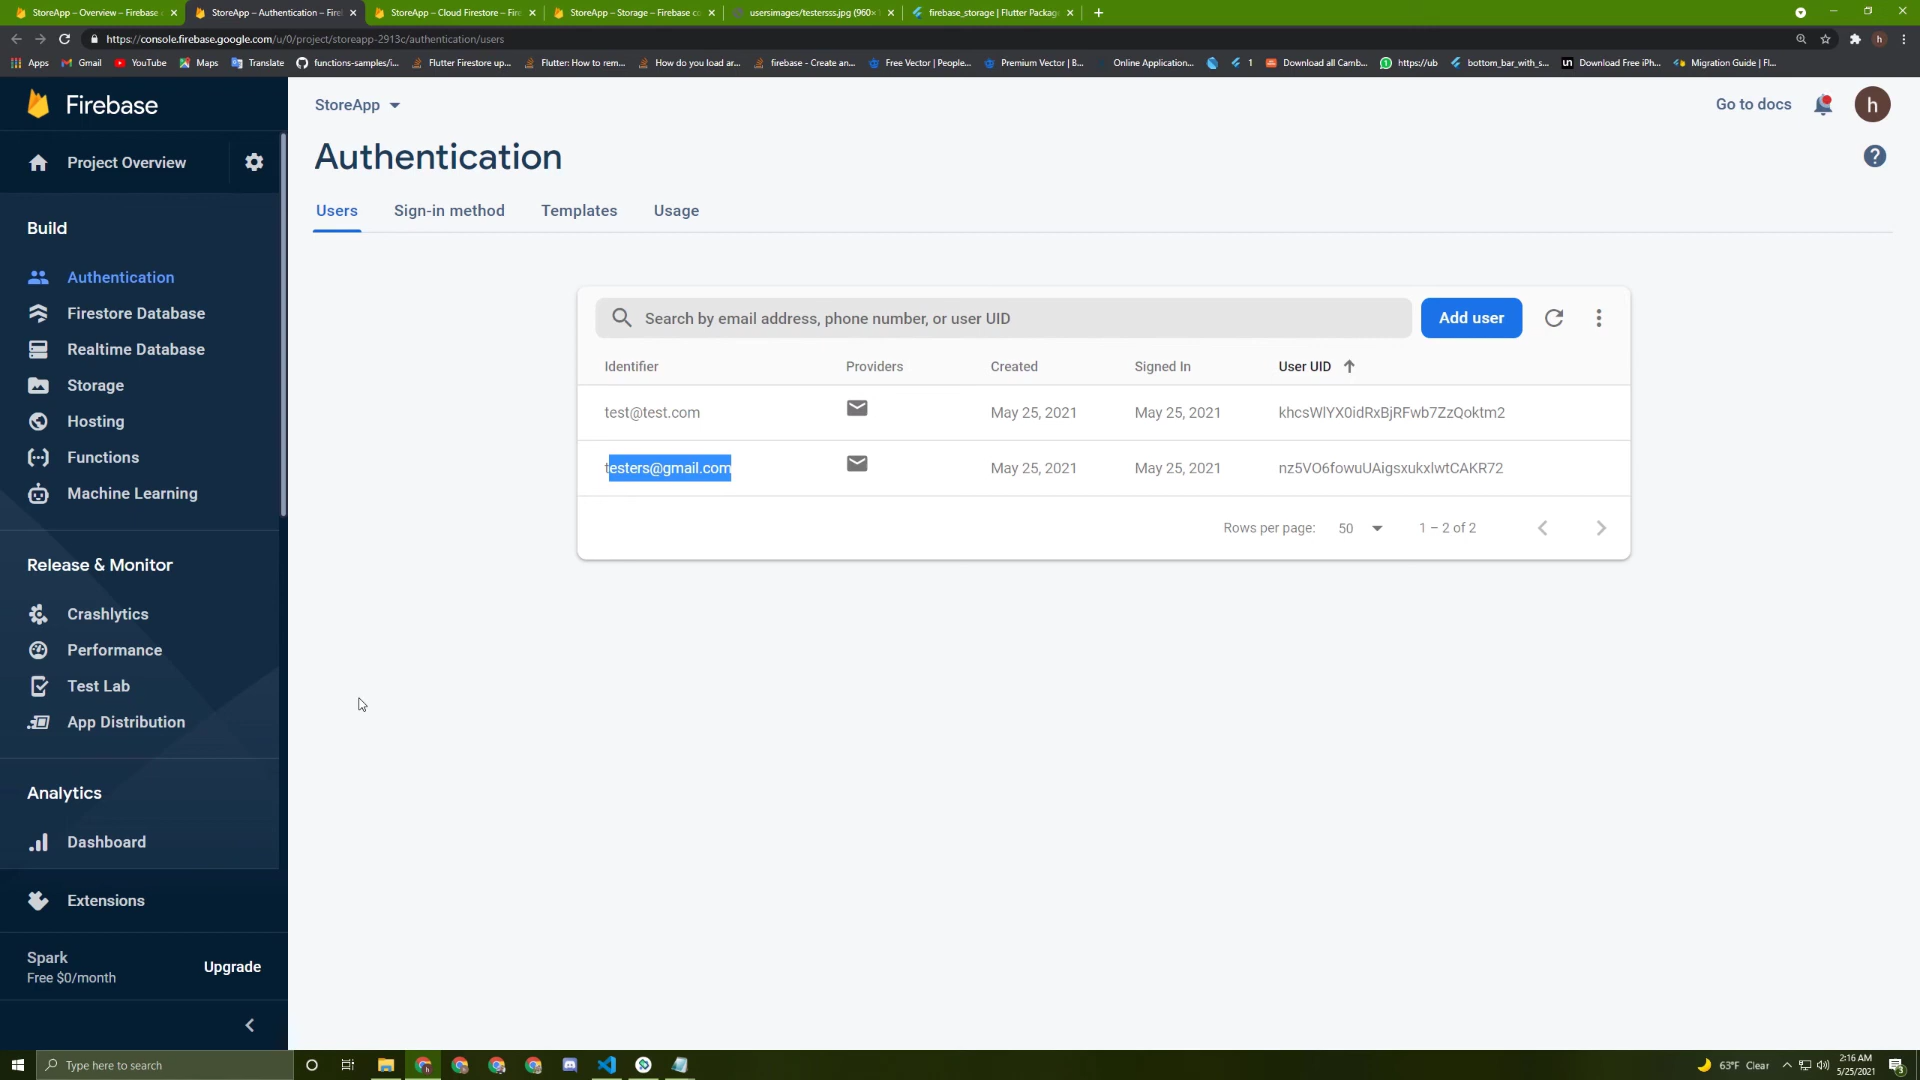 StoreApp – Overview – Firebase
StoreApp – Authentication – Fire
StoreApp – Cloud Firestore – Fire
StoreApp – Storage – Firebase co
usersimages/testersss.jpg (960×
firebase_storage | Flutter Packag
https://console.firebase.google.com/u/0/project/storeapp-2913c/authentication/users
h
Apps
Gmail
YouTube
Maps
Translate
functions-samples/i...
Flutter Firestore up...
Flutter: How to rem...
How do you load ar...
firebase - Create an...
Free Vector | People...
Premium Vector | B...
Online Application...
1
Download all Camb...
https://ub
bottom_bar_with_s...
Download Free iPh...
Migration Guide | Fl...
Firebase
Project Overview
Build
Authentication
Firestore Database
Realtime Database
Storage
Hosting
Functions
Machine Learning
Release & Monitor
Crashlytics
Performance
Test Lab
App Distribution
Analytics
Dashboard
Extensions
Spark
Free $0/month
Upgrade
StoreApp
Go to docs
h
Authentication
Users
Sign-in method
Templates
Usage
Search by email address, phone number, or user UID
Add user
Identifier
Providers
Created
Signed In
User UID
test@test.com
May 25, 2021
May 25, 2021
khcsWlYX0idRxBjRFwb7ZzQoktm2
testers@gmail.com
May 25, 2021
May 25, 2021
nz5VO6fowuUAigsxukxlwtCAKR72
Rows per page:
50
1 – 2 of 2
Type here to search
63°F Clear
2:16 AM
5/25/2021
3